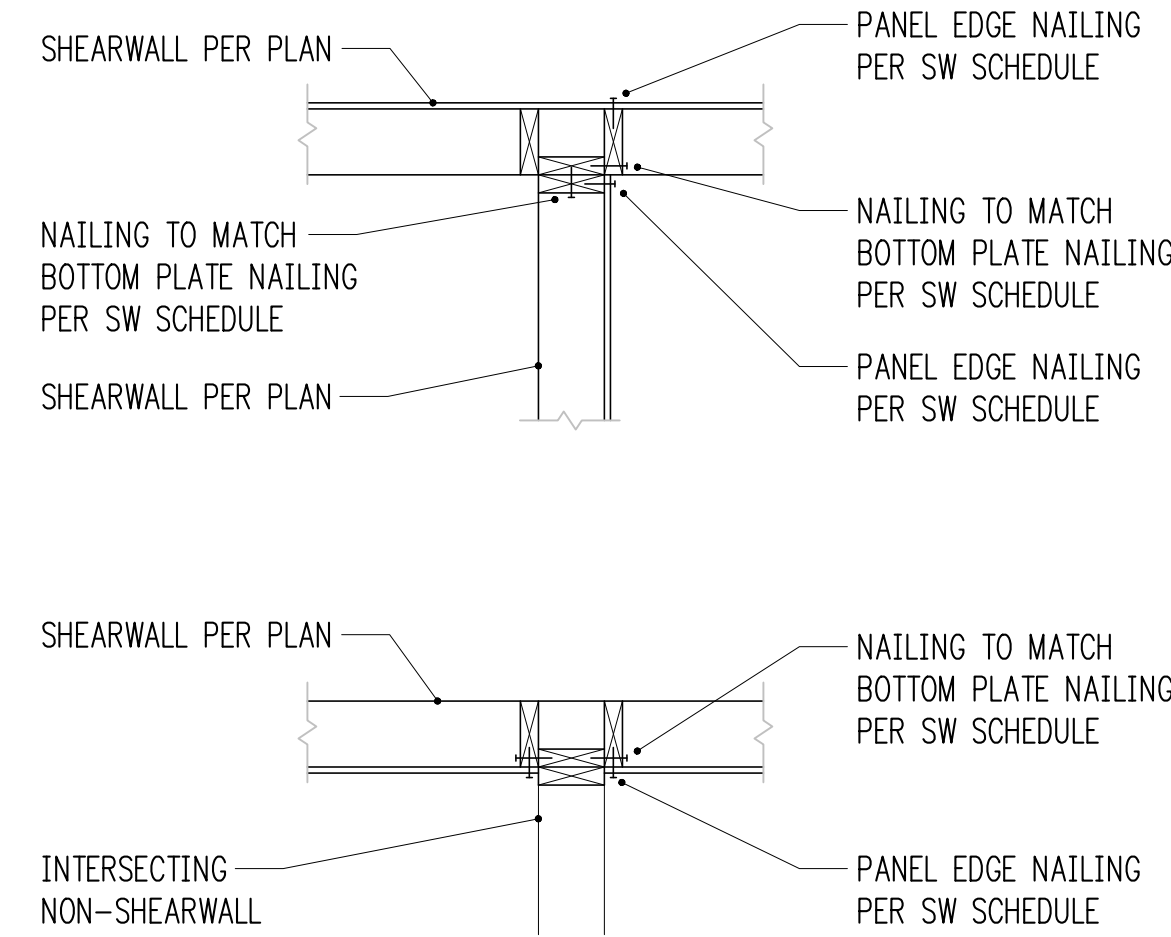 SHEARWALL PER PLAN
PANEL EDGE NAILING
PER SW SCHEDULE
NAILING TO MATCH
BOTTOM PLATE NAILING
PER SW SCHEDULE
SHEARWALL PER PLAN
NAILING TO MATCH
BOTTOM PLATE NAILING
PER SW SCHEDULE
PANEL EDGE NAILING
PER SW SCHEDULE
SHEARWALL PER PLAN
NAILING TO MATCH
BOTTOM PLATE NAILING
PER SW SCHEDULE
INTERSECTING
NON-SHEARWALL
PANEL EDGE NAILING
PER SW SCHEDULE